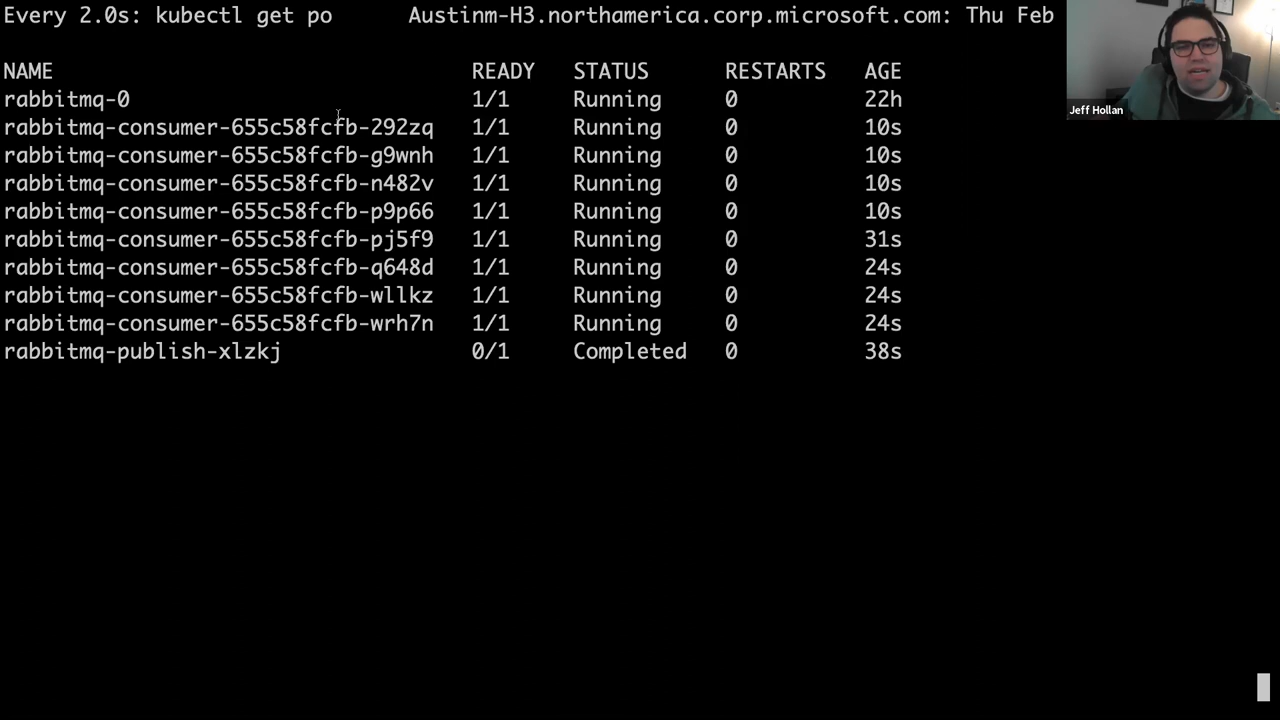 Every 2.0s: kubectl get po Austinm-H3.northamerica.corp.microsoft.com: Thu Feb
Jeff Hollan
NAME READY STATUS RESTARTS AGE
rabbitmq-0 1/1 Running 0 22h
rabbitmq-consumer-655c58fcfb-292zq 1/1 Running 0 10s
rabbitmq-consumer-655c58fcfb-g9wnh 1/1 Running 0 10s
rabbitmq-consumer-655c58fcfb-n482v 1/1 Running 0 10s
rabbitmq-consumer-655c58fcfb-p9p66 1/1 Running 0 10s
rabbitmq-consumer-655c58fcfb-pj5f9 1/1 Running 0 31s
rabbitmq-consumer-655c58fcfb-q648d 1/1 Running 0 24s
rabbitmq-consumer-655c58fcfb-wllkz 1/1 Running 0 24s
rabbitmq-consumer-655c58fcfb-wrh7n 1/1 Running 0 24s
rabbitmq-publish-xlzkj 0/1 Completed 0 38s